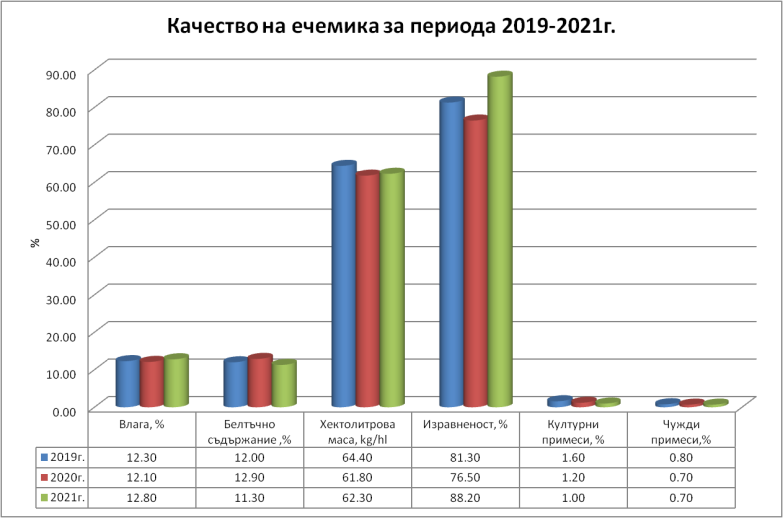 Качество на ечемика за периода 2019-2021г.
90.00
80.00
70.00
60.00
50.00
40.00
30.00
20.00
10.00
0.00
%
Влага, %
Белтъчно
съдържание ,%
Хектолитрова
маса, kg/hl
Изравненост, %
Културни
примеси, %
Чужди
примеси,%
2019г. 12.30 12.00 64.40 81.30 1.60 0.80
2020г. 12.10 12.90 61.80 76.50 1.20 0.70
2021г. 12.80 11.30 62.30 88.20 1.00 0.70